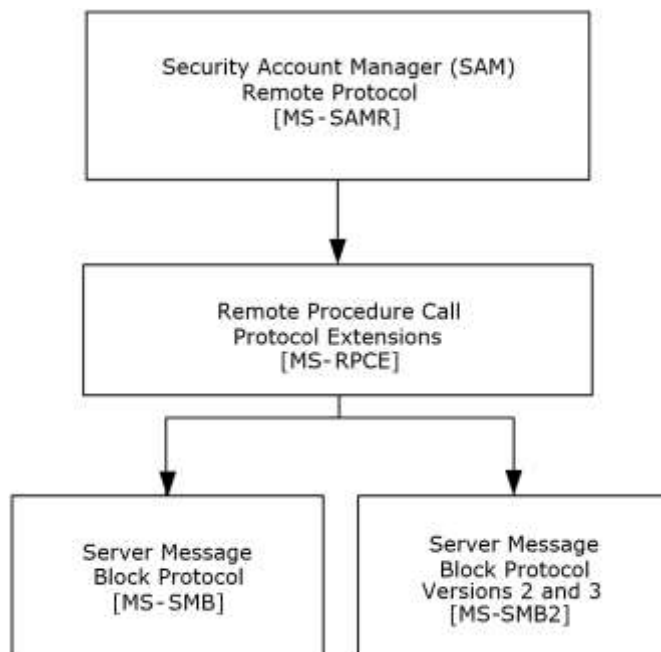 Security Account Manager (SAM)
Remote Protocol
[MS-SAMR]
Remote Procedure Call
Protocol Extensions
[MS-RPCE]
Server Message
Block Protocol
[MS-SMB]
Server Message
Block Protocol
Versions 2 and 3
[MS-SMB2]